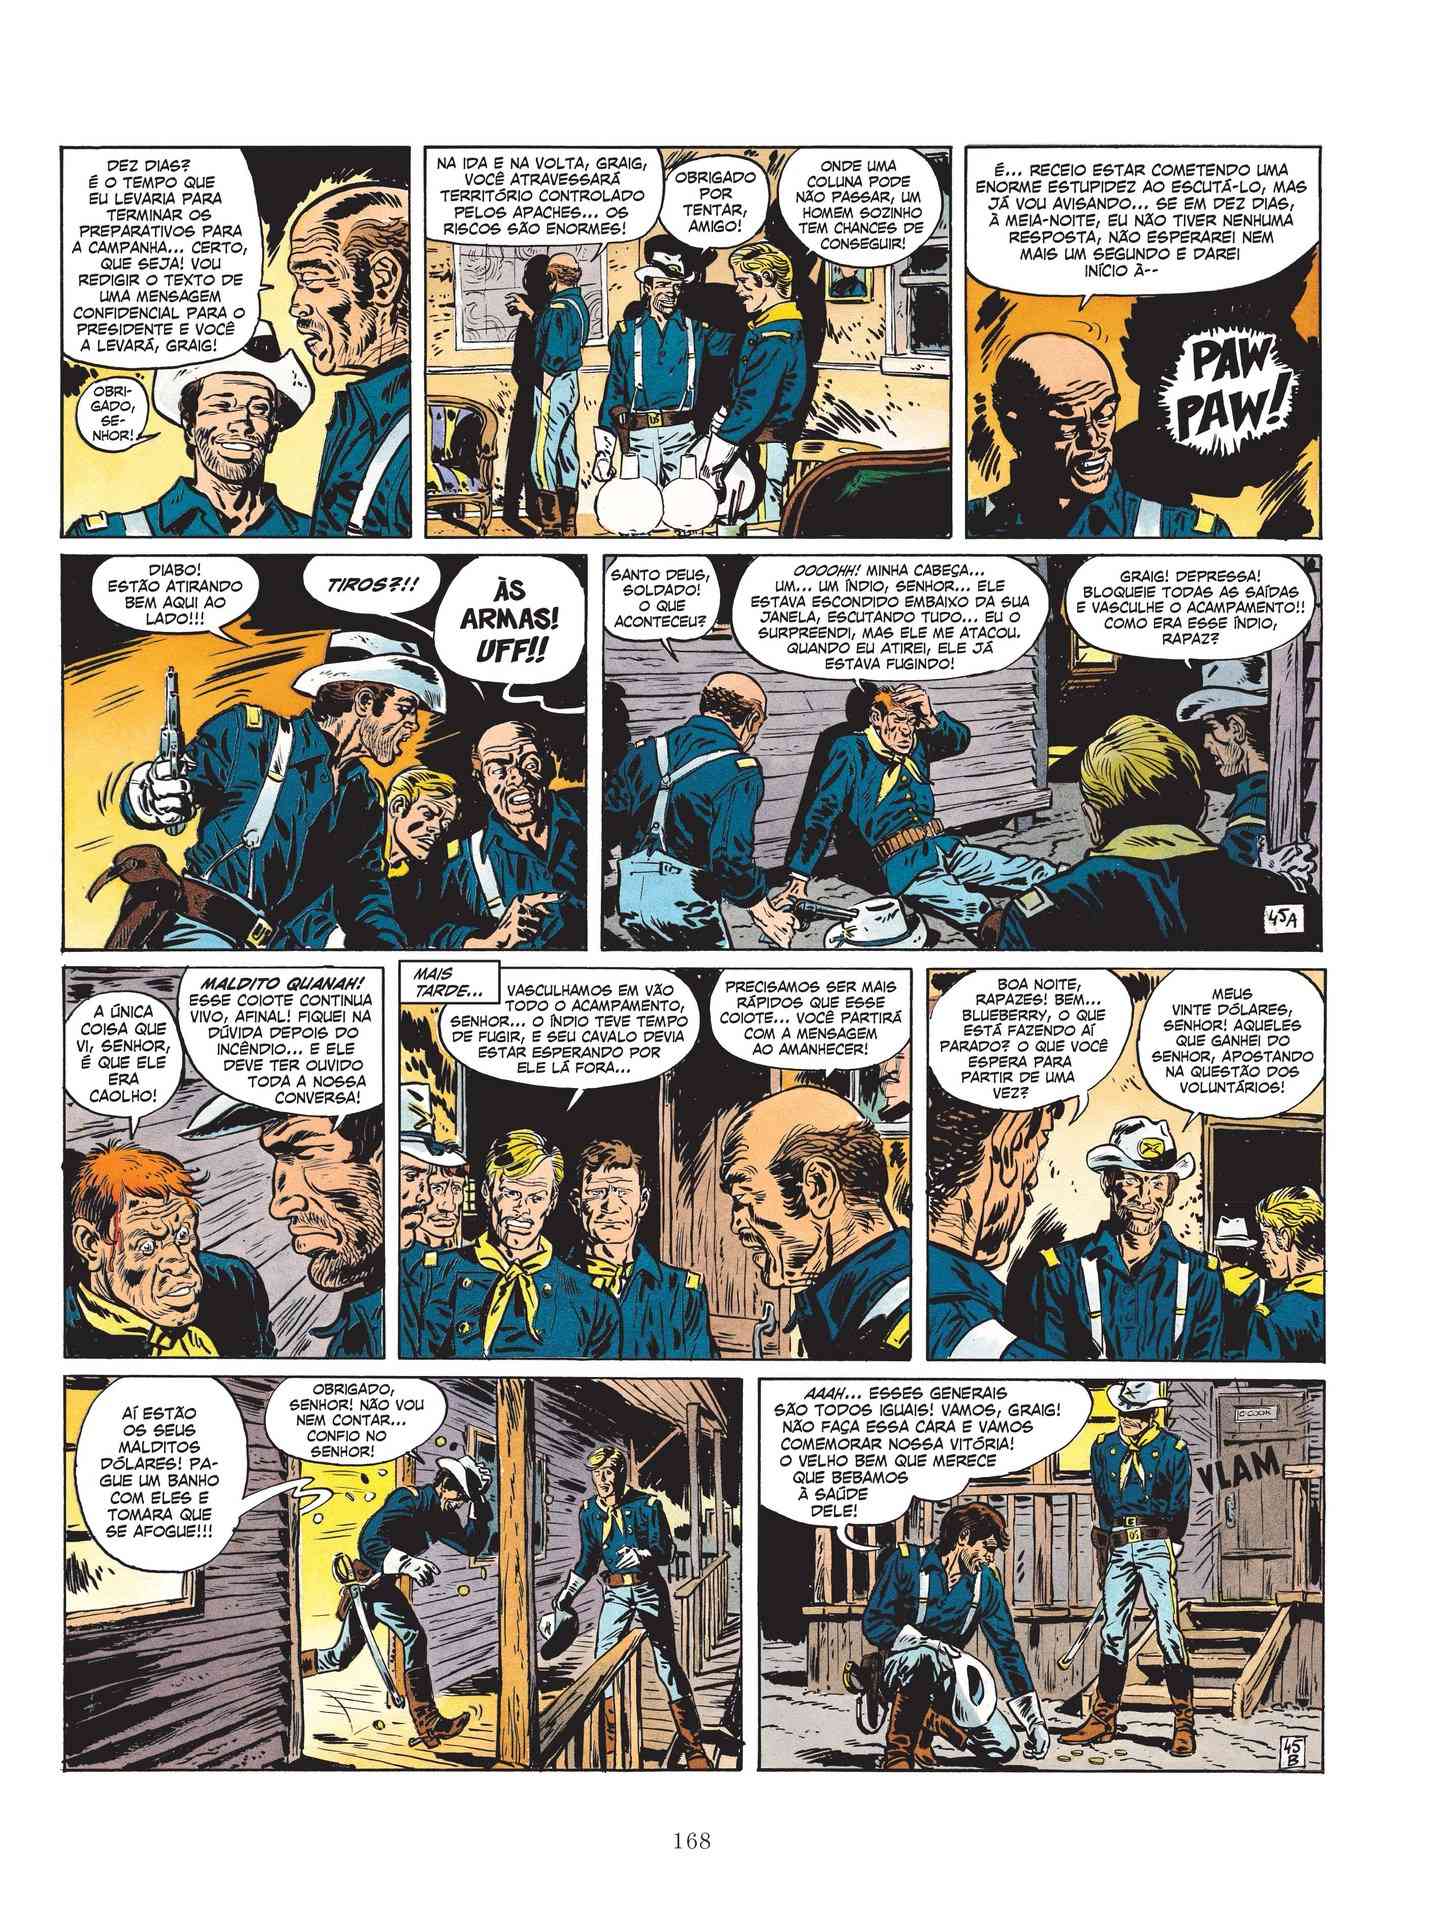 DEZ DIAS?
É O TEMPO QUE
EU LEVARIA PARA
TERMINAR OS
PREPARATIVOS PARA
A CAMPANHA... CERTO,
QUE SEJA! VOU
REDIGIR O TEXTO DE
UMA MENSAGEM
CONFIDENCIAL PARA O
PRESIDENTE E VOCÊ
A LEVARÁ, GRAIG!
OBRI-
GADO,
SE-
NHOR!
NA IDA E NA VOLTA, GRAIG,
VOCÊ ATRAVESSARÁ
TERRITÓRIO CONTROLADO
PELOS APACHES... OS
RISCOS SÃO ENORMES!
OBRIGADO
POR
TENTAR,
AMIGO!
ONDE UMA
COLUNA PODE
NÃO PASSAR, UM
HOMEM SOZINHO
TEM CHANCES DE
CONSEGUIR!
É... RECEIO ESTAR COMETENDO UMA
ENORME ESTUPIDEZ AO ESCUTÁ-LO, MAS
JÁ VOU AVISANDO... SE EM DEZ DIAS,
À MEIA-NOITE, EU NÃO TIVER NENHUMA
RESPOSTA, NÃO ESPERAREI NEM
MAIS UM SEGUNDO E DAREI
INÍCIO À--
PAW
PAW!
DIABO!
ESTÃO ATIRANDO
BEM AQUI AO
LADO!!!
TIROS?!!
ÀS
ARMAS!
UFF!!
SANTO DEUS,
SOLDADO!
O QUE
ACONTECEU?
OOOOHH! MINHA CABEÇA...
UM... UM ÍNDIO, SENHOR... ELE
ESTAVA ESCONDIDO EMBAIXO DA SUA
JANELA, ESCUTANDO TUDO... EU O
SURPREENDI, MAS ELE ME ATACOU.
QUANDO EU ATIREI, ELE JÁ
ESTAVA FUGINDO!
GRAIG! DEPRESSA!
BLOQUEIE TODAS AS SAÍDAS
E VASCULHE O ACAMPAMENTO!!
COMO ERA ESSE ÍNDIO,
RAPAZ?
45A
A ÚNICA
COISA QUE
VI, SENHOR,
É QUE ELE
ERA
CAOLHO!
MALDITO QUANAH!
ESSE COIOTE CONTINUA
VIVO, AFINAL! FIQUEI NA
DÚVIDA DEPOIS DO
INCÊNDIO... E ELE
DEVE TER OUVIDO
TODA A NOSSA
CONVERSA!
MAIS
TARDE...
VASCULHAMOS EM VÃO
TODO O ACAMPAMENTO,
SENHOR... O ÍNDIO TEVE TEMPO
DE FUGIR, E SEU CAVALO DEVIA
ESTAR ESPERANDO POR
ELE LÁ FORA...
PRECISAMOS SER MAIS
RÁPIDOS QUE ESSE
COIOTE... VOCÊ PARTIRÁ
COM A MENSAGEM
AO AMANHECER!
BOA NOITE,
RAPAZES! BEM...
BLUEBERRY, O QUE
ESTÁ FAZENDO AÍ
PARADO? O QUE VOCÊ
ESPERA PARA
PARTIR DE UMA
VEZ?
MEUS
VINTE DÓLARES,
SENHOR! AQUELES
QUE GANHEI DO
SENHOR, APOSTANDO
NA QUESTÃO DOS
VOLUNTÁRIOS!
AÍ ESTÃO
OS SEUS
MALDITOS
DÓLARES! PA-
GUE UM BANHO
COM ELES E
TOMARA QUE
SE AFOGUE!!!
OBRIGADO,
SENHOR! NÃO VOU
NEM CONTAR...
CONFIO NO
SENHOR!
AAAH... ESSES GENERAIS
SÃO TODOS IGUAIS! VAMOS, GRAIG!
NÃO FAÇA ESSA CARA E VAMOS
COMEMORAR NOSSA VITÓRIA!
O VELHO BEM QUE MERECE
QUE BEBAMOS
À SAÚDE
DELE!
VLAM
45
B
168